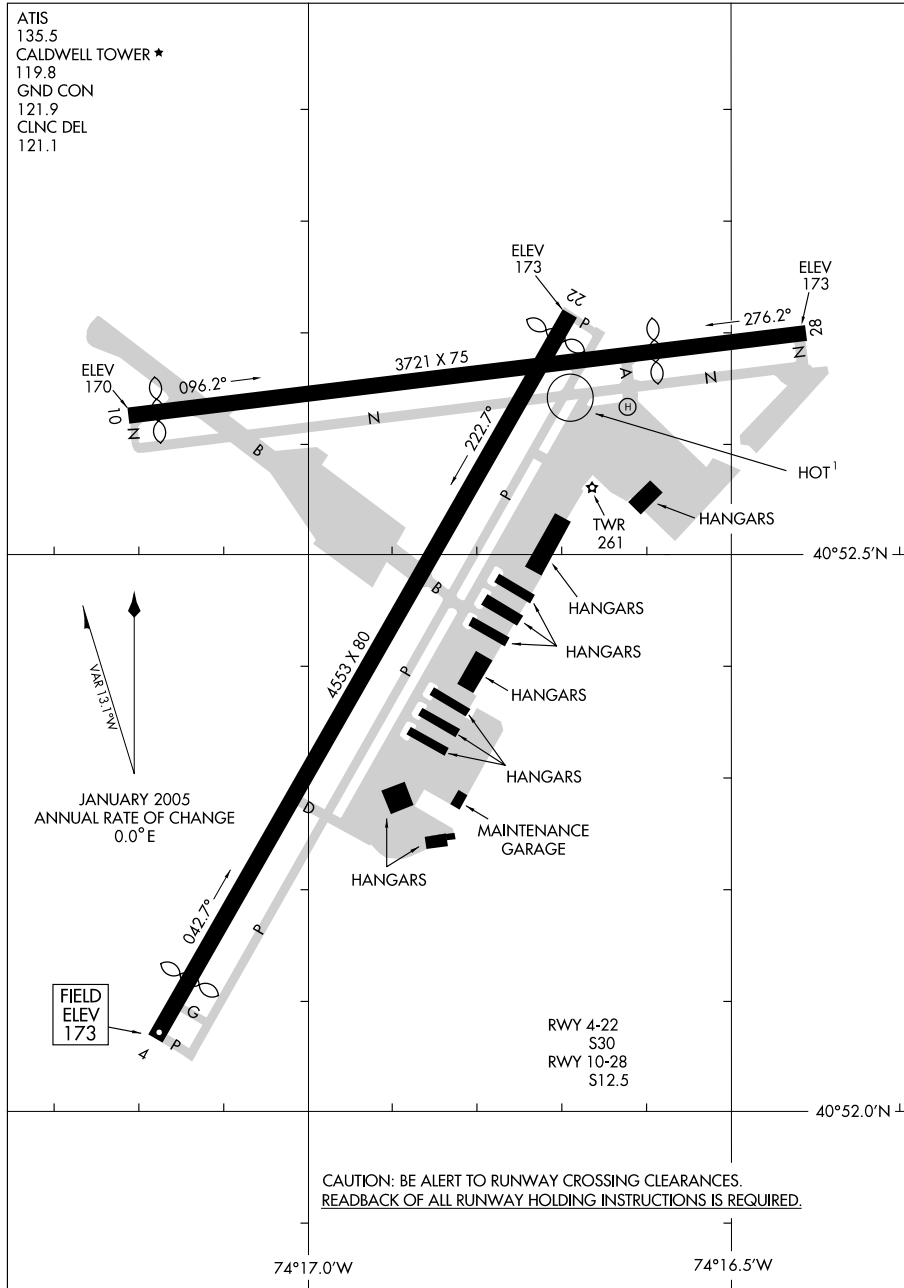 ATIS
135.5
CALDWELL TOWER ★
119.8
GND CON
121.9
CLNC DEL
121.1
ELEV
173
22
P
ELEV
173
276.2°
28
N
3721 X 75
A
N
ELEV
170
096.2°
10
N
N
H
B
222.7°
HOT 1
P
TWR
261
HANGARS
40°52.5'N
B
HANGARS
HANGARS
VAR 13.1°W
4553 X 80
P
HANGARS
HANGARS
JANUARY 2005
ANNUAL RATE OF CHANGE
0.0° E
D
MAINTENANCE
GARAGE
HANGARS
042.7°
P
FIELD
ELEV
173
G
4
P
RWY 4-22
S30
RWY 10-28
S12.5
40°52.0'N
CAUTION: BE ALERT TO RUNWAY CROSSING CLEARANCES.
READBACK OF ALL RUNWAY HOLDING INSTRUCTIONS IS REQUIRED.
74°17.0'W
74°16.5'W